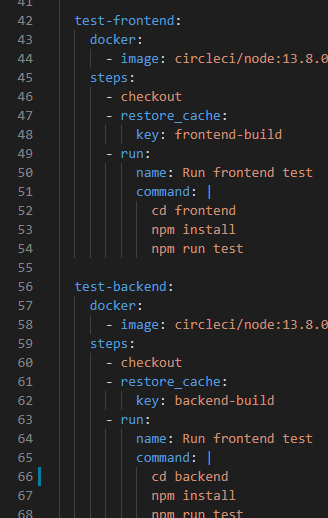 41
42 test-frontend:
43 docker:
44 - image: circleci/node:13.8.0
45 steps:
46 - checkout
47 - restore_cache:
48 key: frontend-build
49 - run:
50 name: Run frontend test
51 command: |
52 cd frontend
53 npm install
54 npm run test
55
56 test-backend:
57 docker:
58 - image: circleci/node:13.8.0
59 steps:
60 - checkout
61 - restore_cache:
62 key: backend-build
63 - run:
64 name: Run frontend test
65 command: |
66 cd backend
67 npm install
68 npm run test